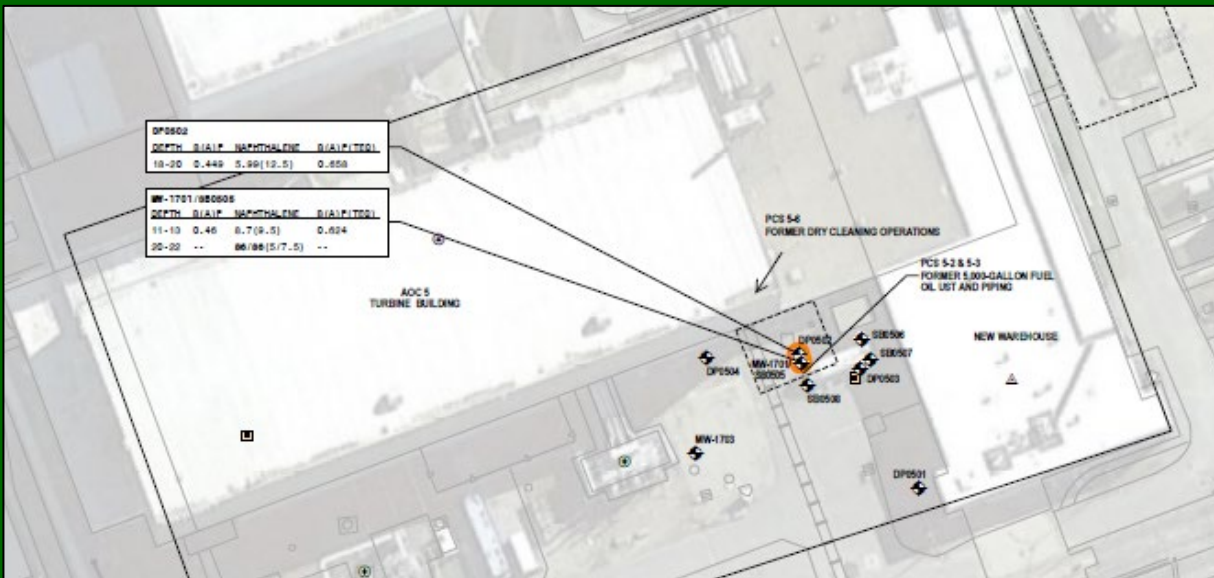 DP0502
DEPTH B(A)P NAPHTHALENE B(A)P(TEQ)
18-20 0.449 5.99(12.5) 0.658
MW-1701/SB0505
DEPTH B(A)P NAPHTHALENE B(A)P(TEQ)
11-13 0.46 8.7(9.5) 0.624
20-22 -- 86/86(5/7.5) --
PCS 5-6
FORMER DRY CLEANING OPERATIONS
PCS 5-2 & 5-3
FORMER 5,000-GALLON FUEL
OIL UST AND PIPING
AOC 5
TURBINE BUILDING
NEW WAREHOUSE
DP0502
SB0506
SB0507
MW-1701
SB0505
DP0504
DP0503
SB0508
MW-1703
DP0501